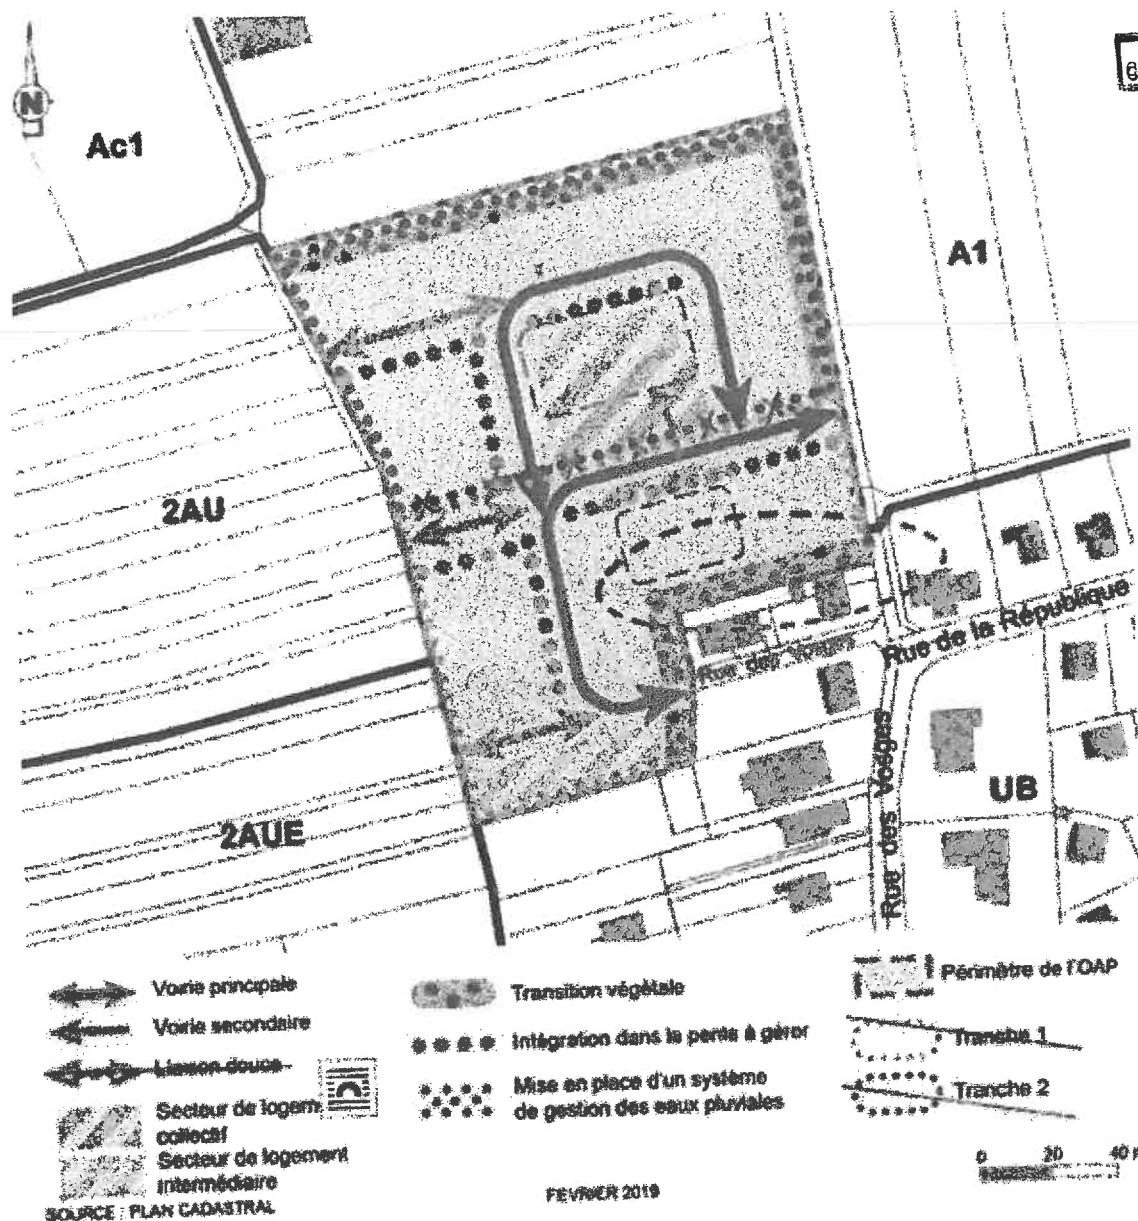 N
Ac1
6
A1
2AU
Rue de la République
Rue des Vosges
Rue des Vosges
UB
2AUE
Voirie principale
Voirie secondaire
Liaison douce
Secteur de logem
collectif
Secteur de logement
intermédiaire
SOURCE : PLAN CADASTRAL
Transition végétale
Intégration dans la pente à gérer
Mise en place d'un système
de gestion des eaux pluviales
FEVRIER 2019
Périmètre de l'OAP
Tranche 1
Tranche 2
0 20 40